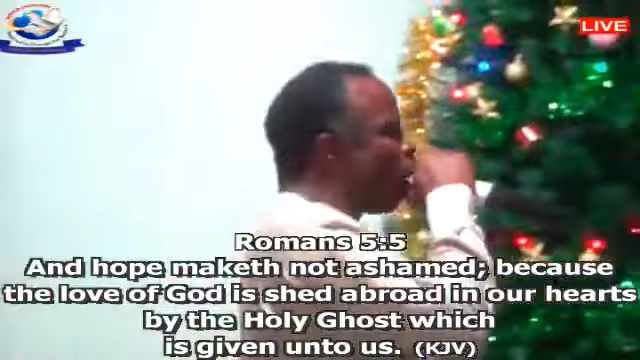 LIVE
Romans 5:5
And hope maketh not ashamed; because
the love of God is shed abroad in our hearts
by the Holy Ghost which
is given unto us. (KJV)